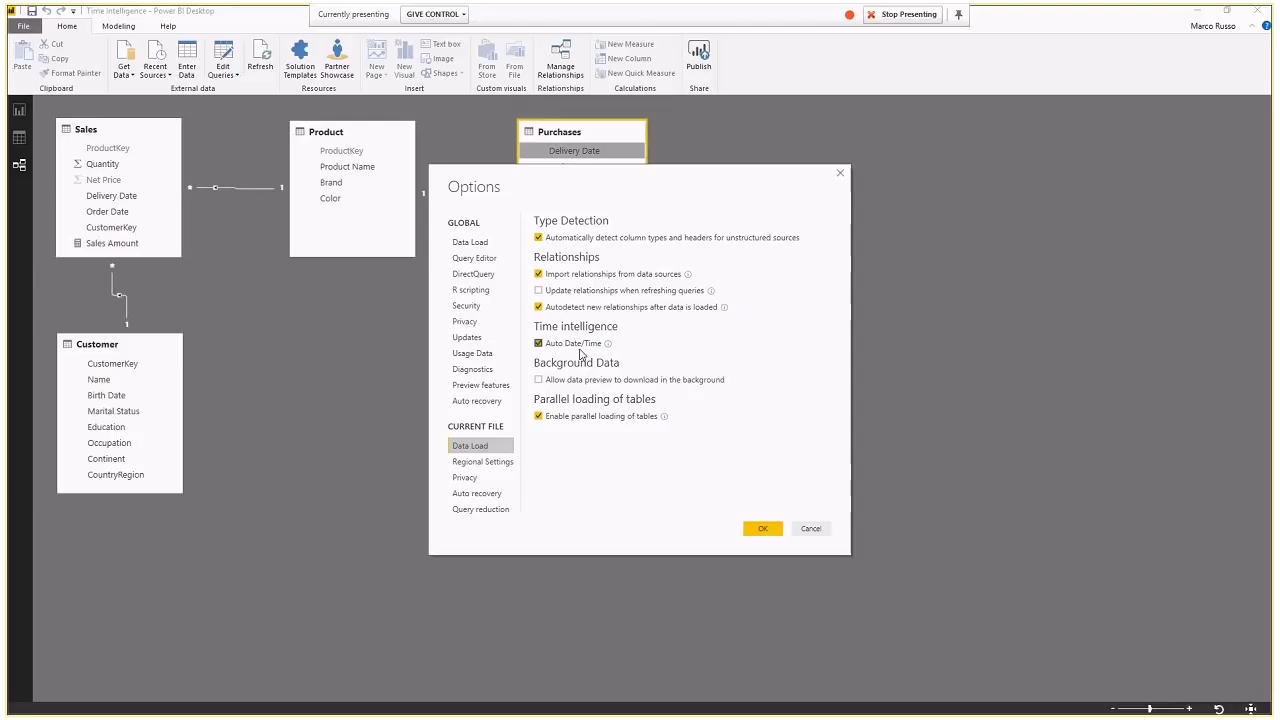 Time Intelligence - Power BI Desktop
Currently presenting
GIVE CONTROL
Stop Presenting
File
Home
Modeling
Help
Marco Russo
Paste
Cut
Copy
Format Painter
Clipboard
Get Data
Recent Sources
Enter Data
Edit Queries
Refresh
External data
Solution Templates
Partner Showcase
Resources
New Page
New Visual
Text box
Image
Shapes
Insert
From Store
From File
Custom visuals
Manage Relationships
Relationships
New Measure
New Column
New Quick Measure
Calculations
Publish
Share
Sales
ProductKey
Σ Quantity
Σ Net Price
Delivery Date
Order Date
CustomerKey
Sales Amount
* 1
Product
ProductKey
Product Name
Brand
Color
1
Purchases
Delivery Date
*
1
Customer
CustomerKey
Name
Birth Date
Marital Status
Education
Occupation
Continent
CountryRegion
Options
GLOBAL
Data Load
Query Editor
DirectQuery
R scripting
Security
Privacy
Updates
Usage Data
Diagnostics
Preview features
Auto recovery
CURRENT FILE
Data Load
Regional Settings
Privacy
Auto recovery
Query reduction
Type Detection
Automatically detect column types and headers for unstructured sources
Relationships
Import relationships from data sources
Update relationships when refreshing queries
Autodetect new relationships after data is loaded
Time intelligence
Auto Date/Time
Background Data
Allow data preview to download in the background
Parallel loading of tables
Enable parallel loading of tables
OK
Cancel